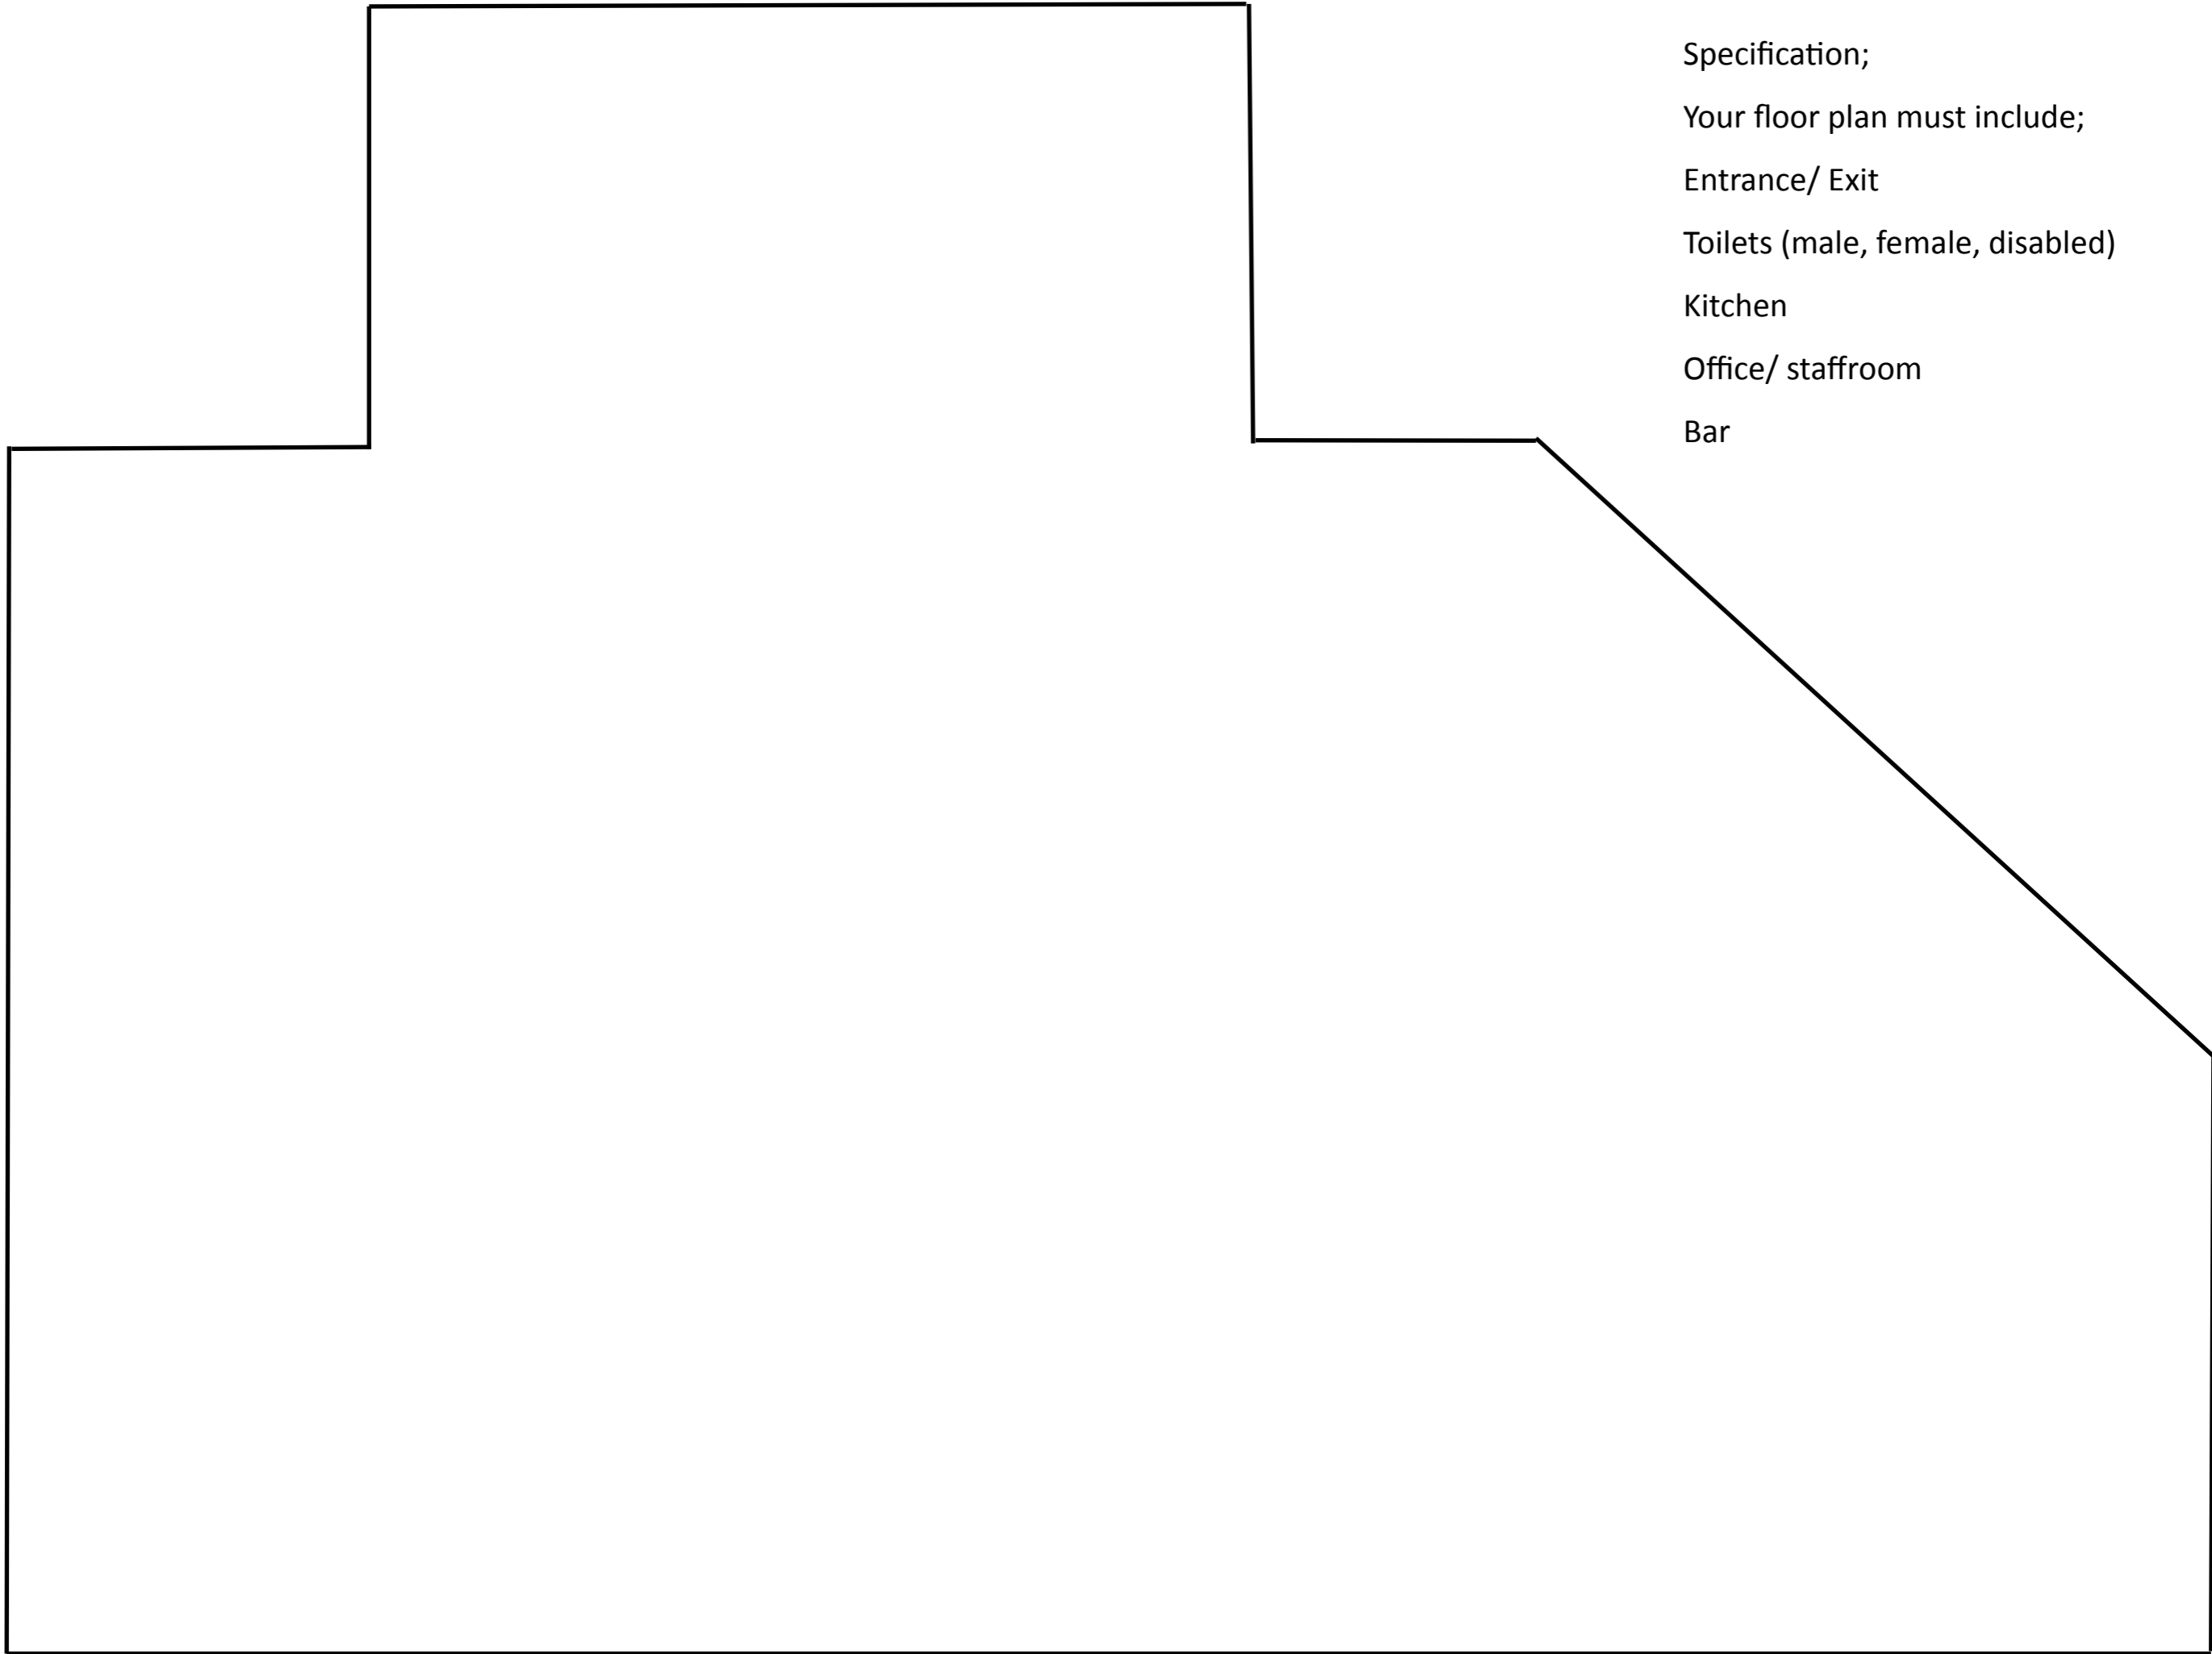 Specification;
Your floor plan must include;
Entrance/ Exit
Toilets (male, female, disabled)
Kitchen
Office/ staffroom
Bar